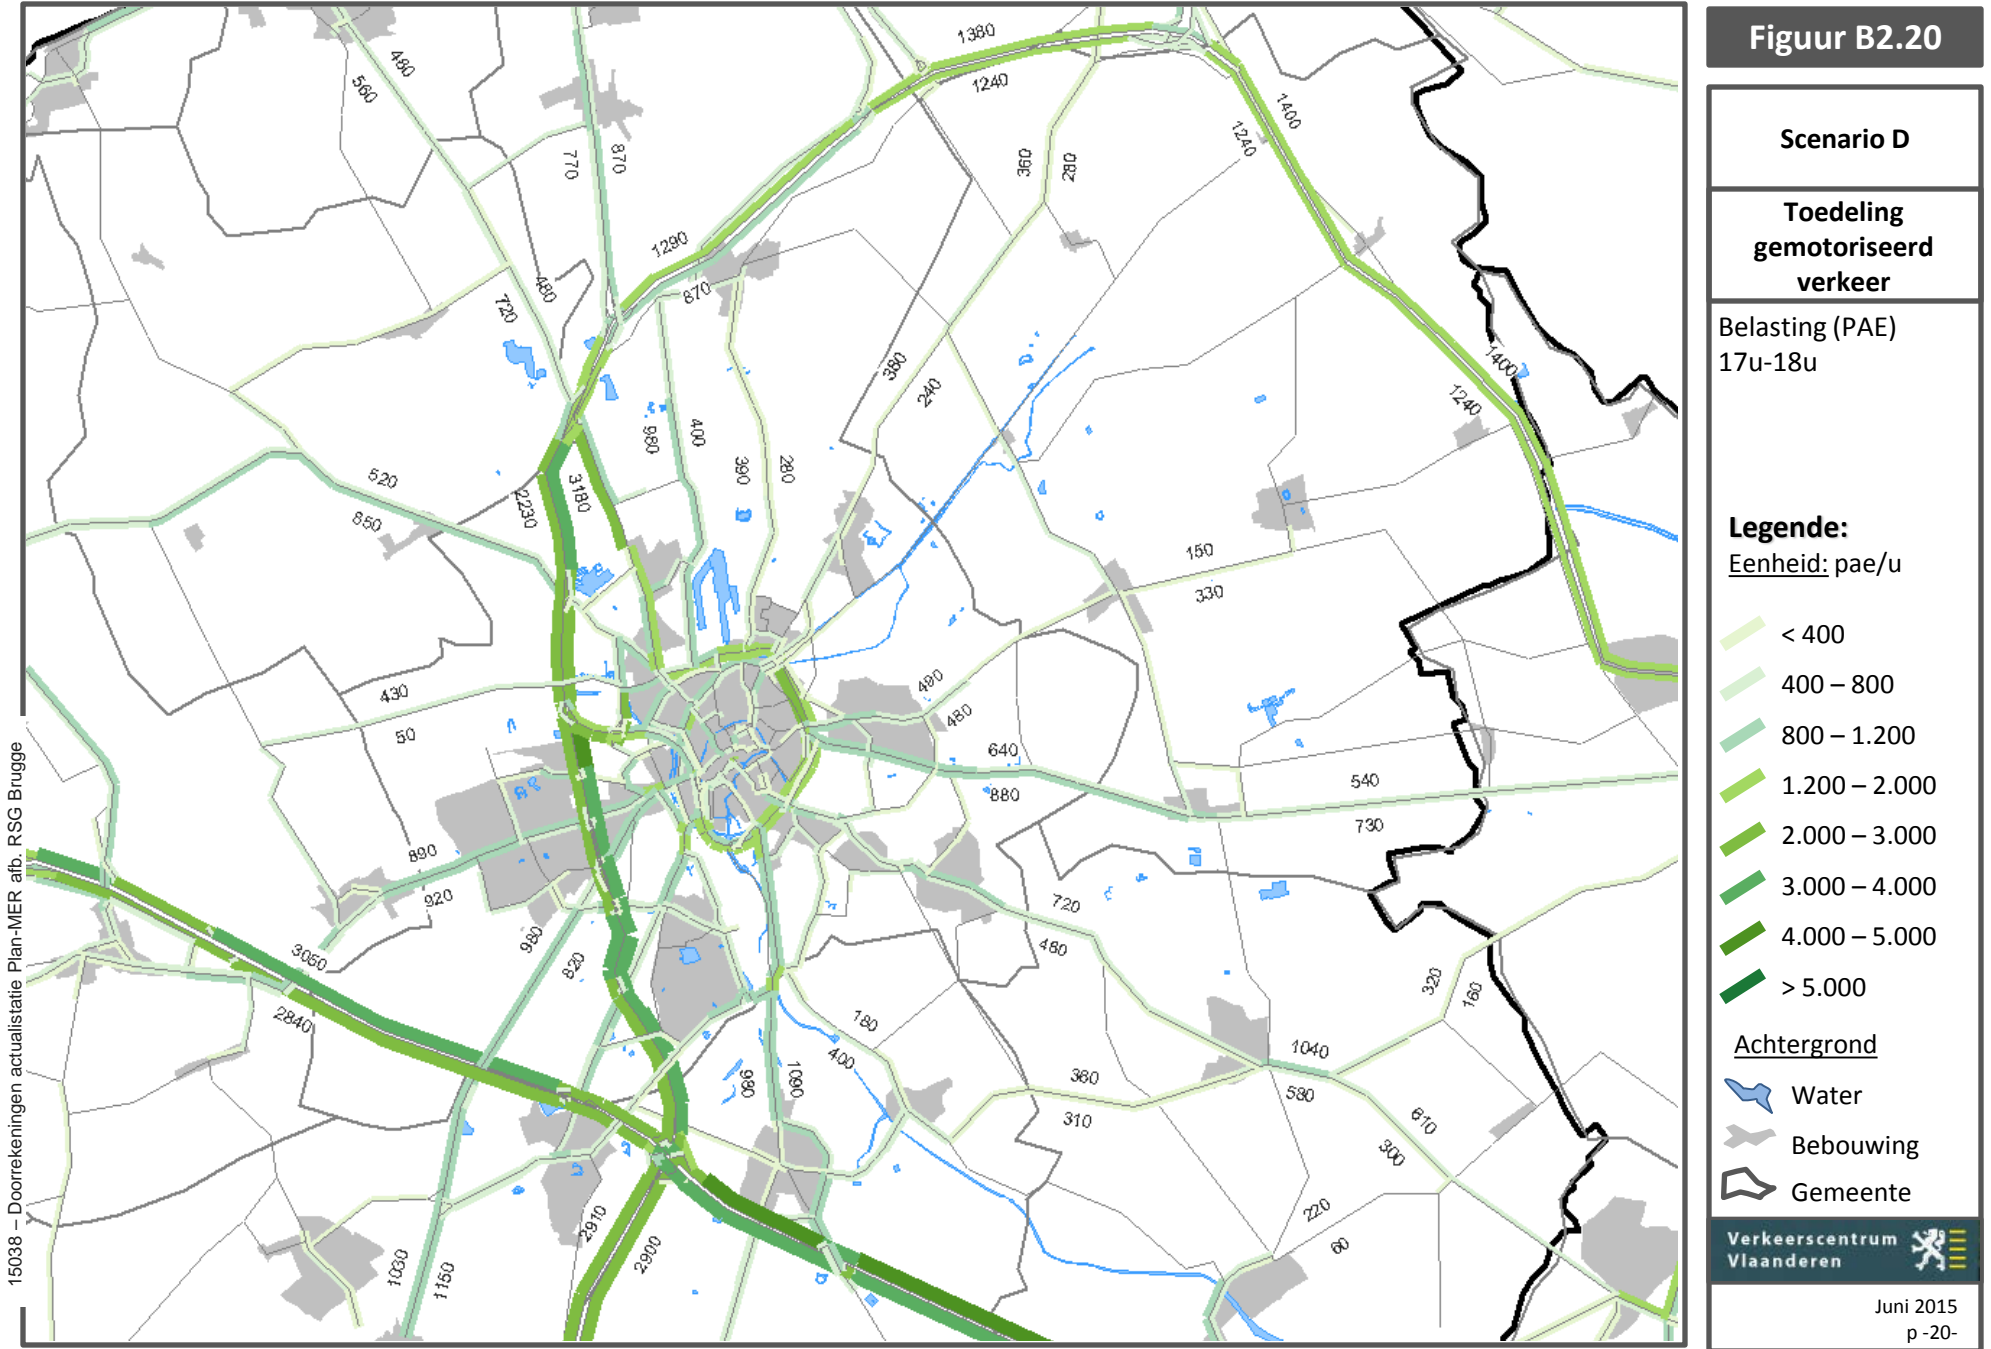 Figuur B2.20
Scenario D
Toedeling
gemotoriseerd
verkeer
Belasting (PAE)
17u-18u
Legende:
Eenheid: pae/u
< 400
400 – 800
800 – 1.200
1.200 – 2.000
2.000 – 3.000
3.000 – 4.000
4.000 – 5.000
> 5.000
Achtergrond
Water
Bebouwing
Gemeente
Verkeerscentrum
Vlaanderen
Juni 2015
p -20-
15038 – Doorrekeningen actualistatie Plan-MER afb. RSG Brugge
480
560
1380
1240
1400
1240
770
870
360
280
1290
870
720
480
380
240
1400
1240
980
400
390
280
520
850
2230
3180
150
330
430
50
490
480
640
880
540
730
890
920
720
460
980
820
3050
2840
320
160
180
400
980
1090
1040
580
360
310
610
300
220
60
2910
2900
1030
1150